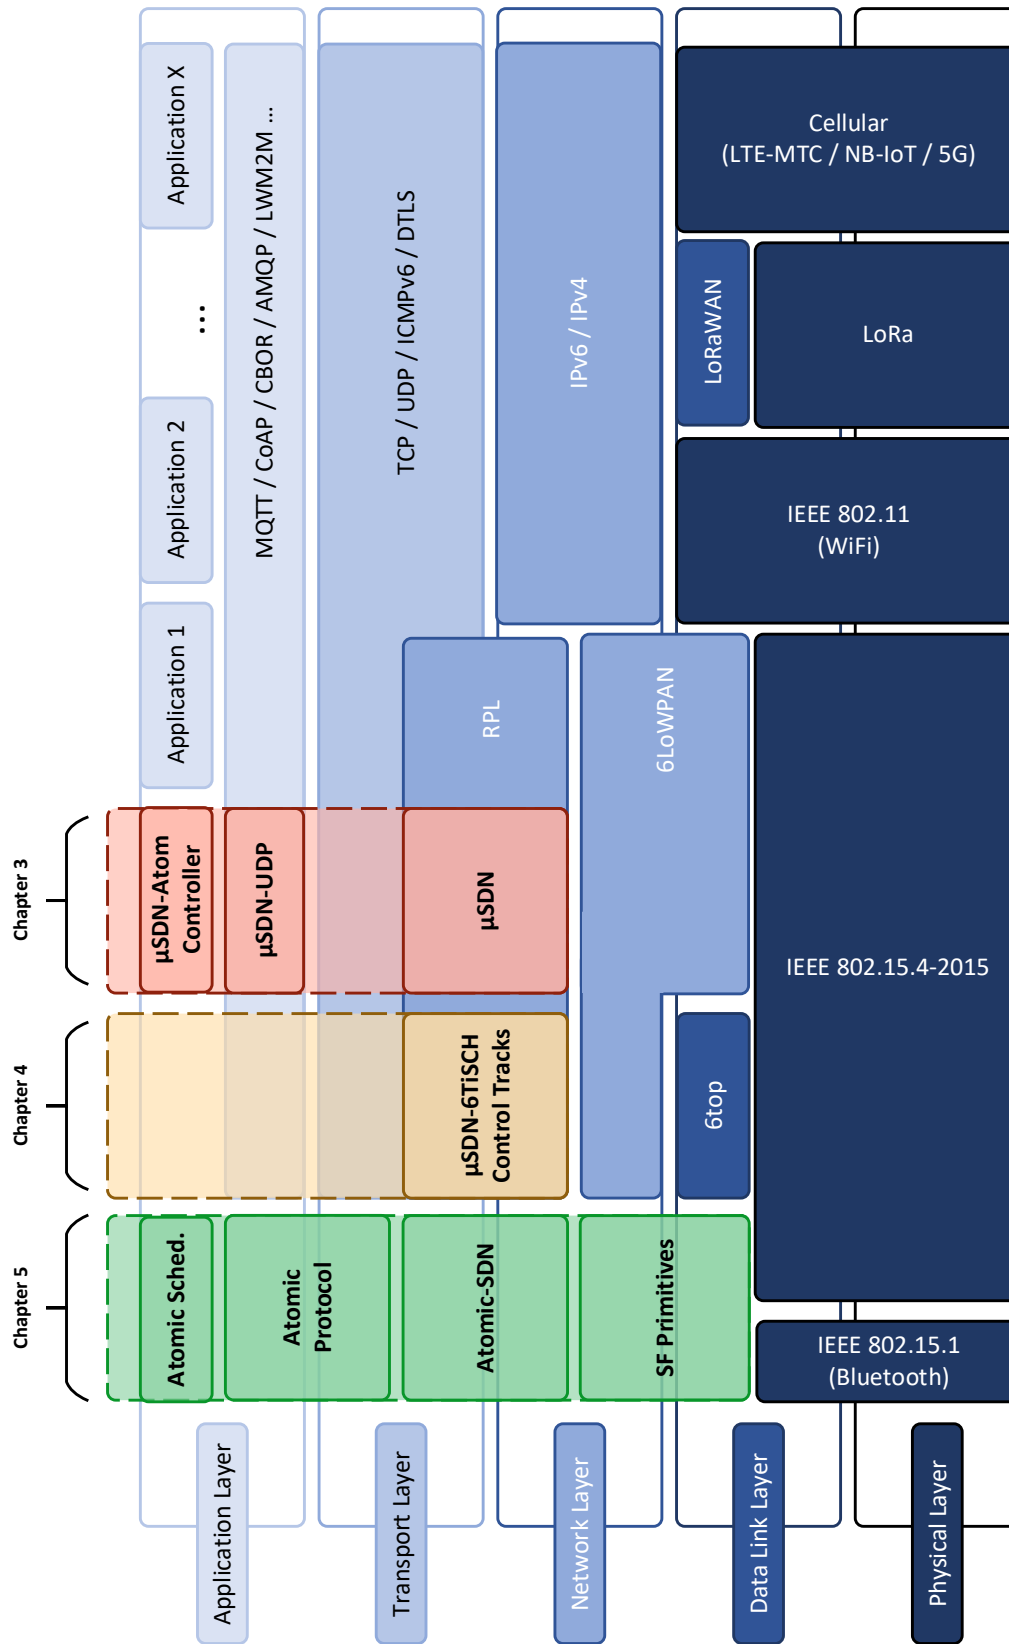 Chapter 5
Chapter 4
Chapter 3
Application Layer
Atomic Sched.
µSDN-Atom
Controller
Application 1
Application 2
...
Application X
Atomic
Protocol
µSDN-UDP
MQTT / CoAP / CBOR / AMQP / LWM2M ...
Transport Layer
TCP / UDP / ICMPv6 / DTLS
Atomic-SDN
µSDN-6TiSCH
Control Tracks
µSDN
RPL
Network Layer
IPv6 / IPv4
SF Primitives
6LoWPAN
Data Link Layer
6top
LoRaWAN
Physical Layer
IEEE 802.15.1
(Bluetooth)
IEEE 802.15.4-2015
IEEE 802.11
(WiFi)
LoRa
Cellular
(LTE-MTC / NB-IoT / 5G)